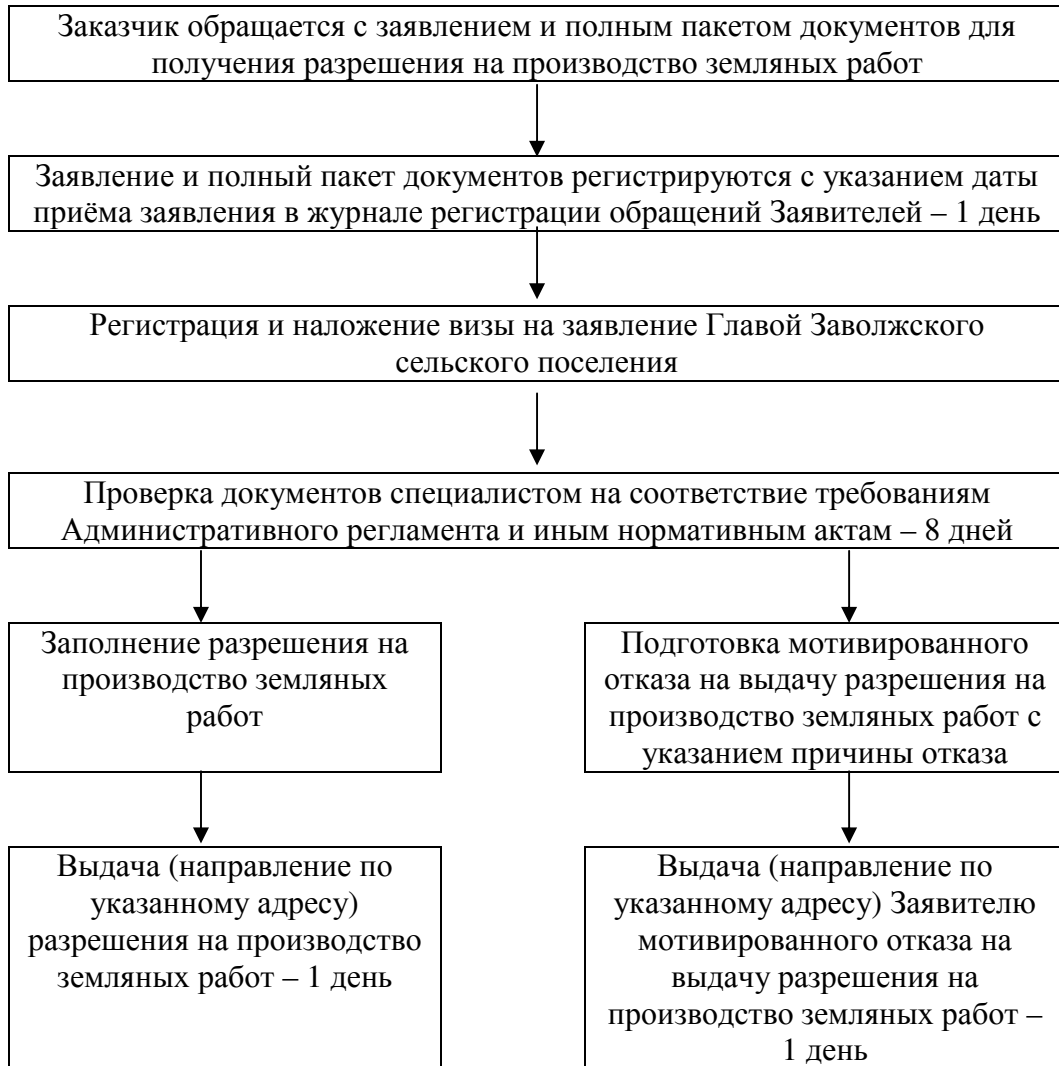 Заказчик обращается с заявлением и полным пакетом документов для
получения разрешения на производство земляных работ
Заявление и полный пакет документов регистрируются с указанием даты
приёма заявления в журнале регистрации обращений Заявителей – 1 день
Регистрация и наложение визы на заявление Главой Заволжского
сельского поселения
Проверка документов специалистом на соответствие требованиям
Административного регламента и иным нормативным актам – 8 дней
Заполнение разрешения на
производство земляных
работ
Подготовка мотивированного
отказа на выдачу разрешения на
производство земляных работ с
указанием причины отказа
Выдача (направление по
указанному адресу)
разрешения на производство
земляных работ – 1 день
Выдача (направление по
указанному адресу) Заявителю
мотивированного отказа на
выдачу разрешения на
производство земляных работ –
1 день